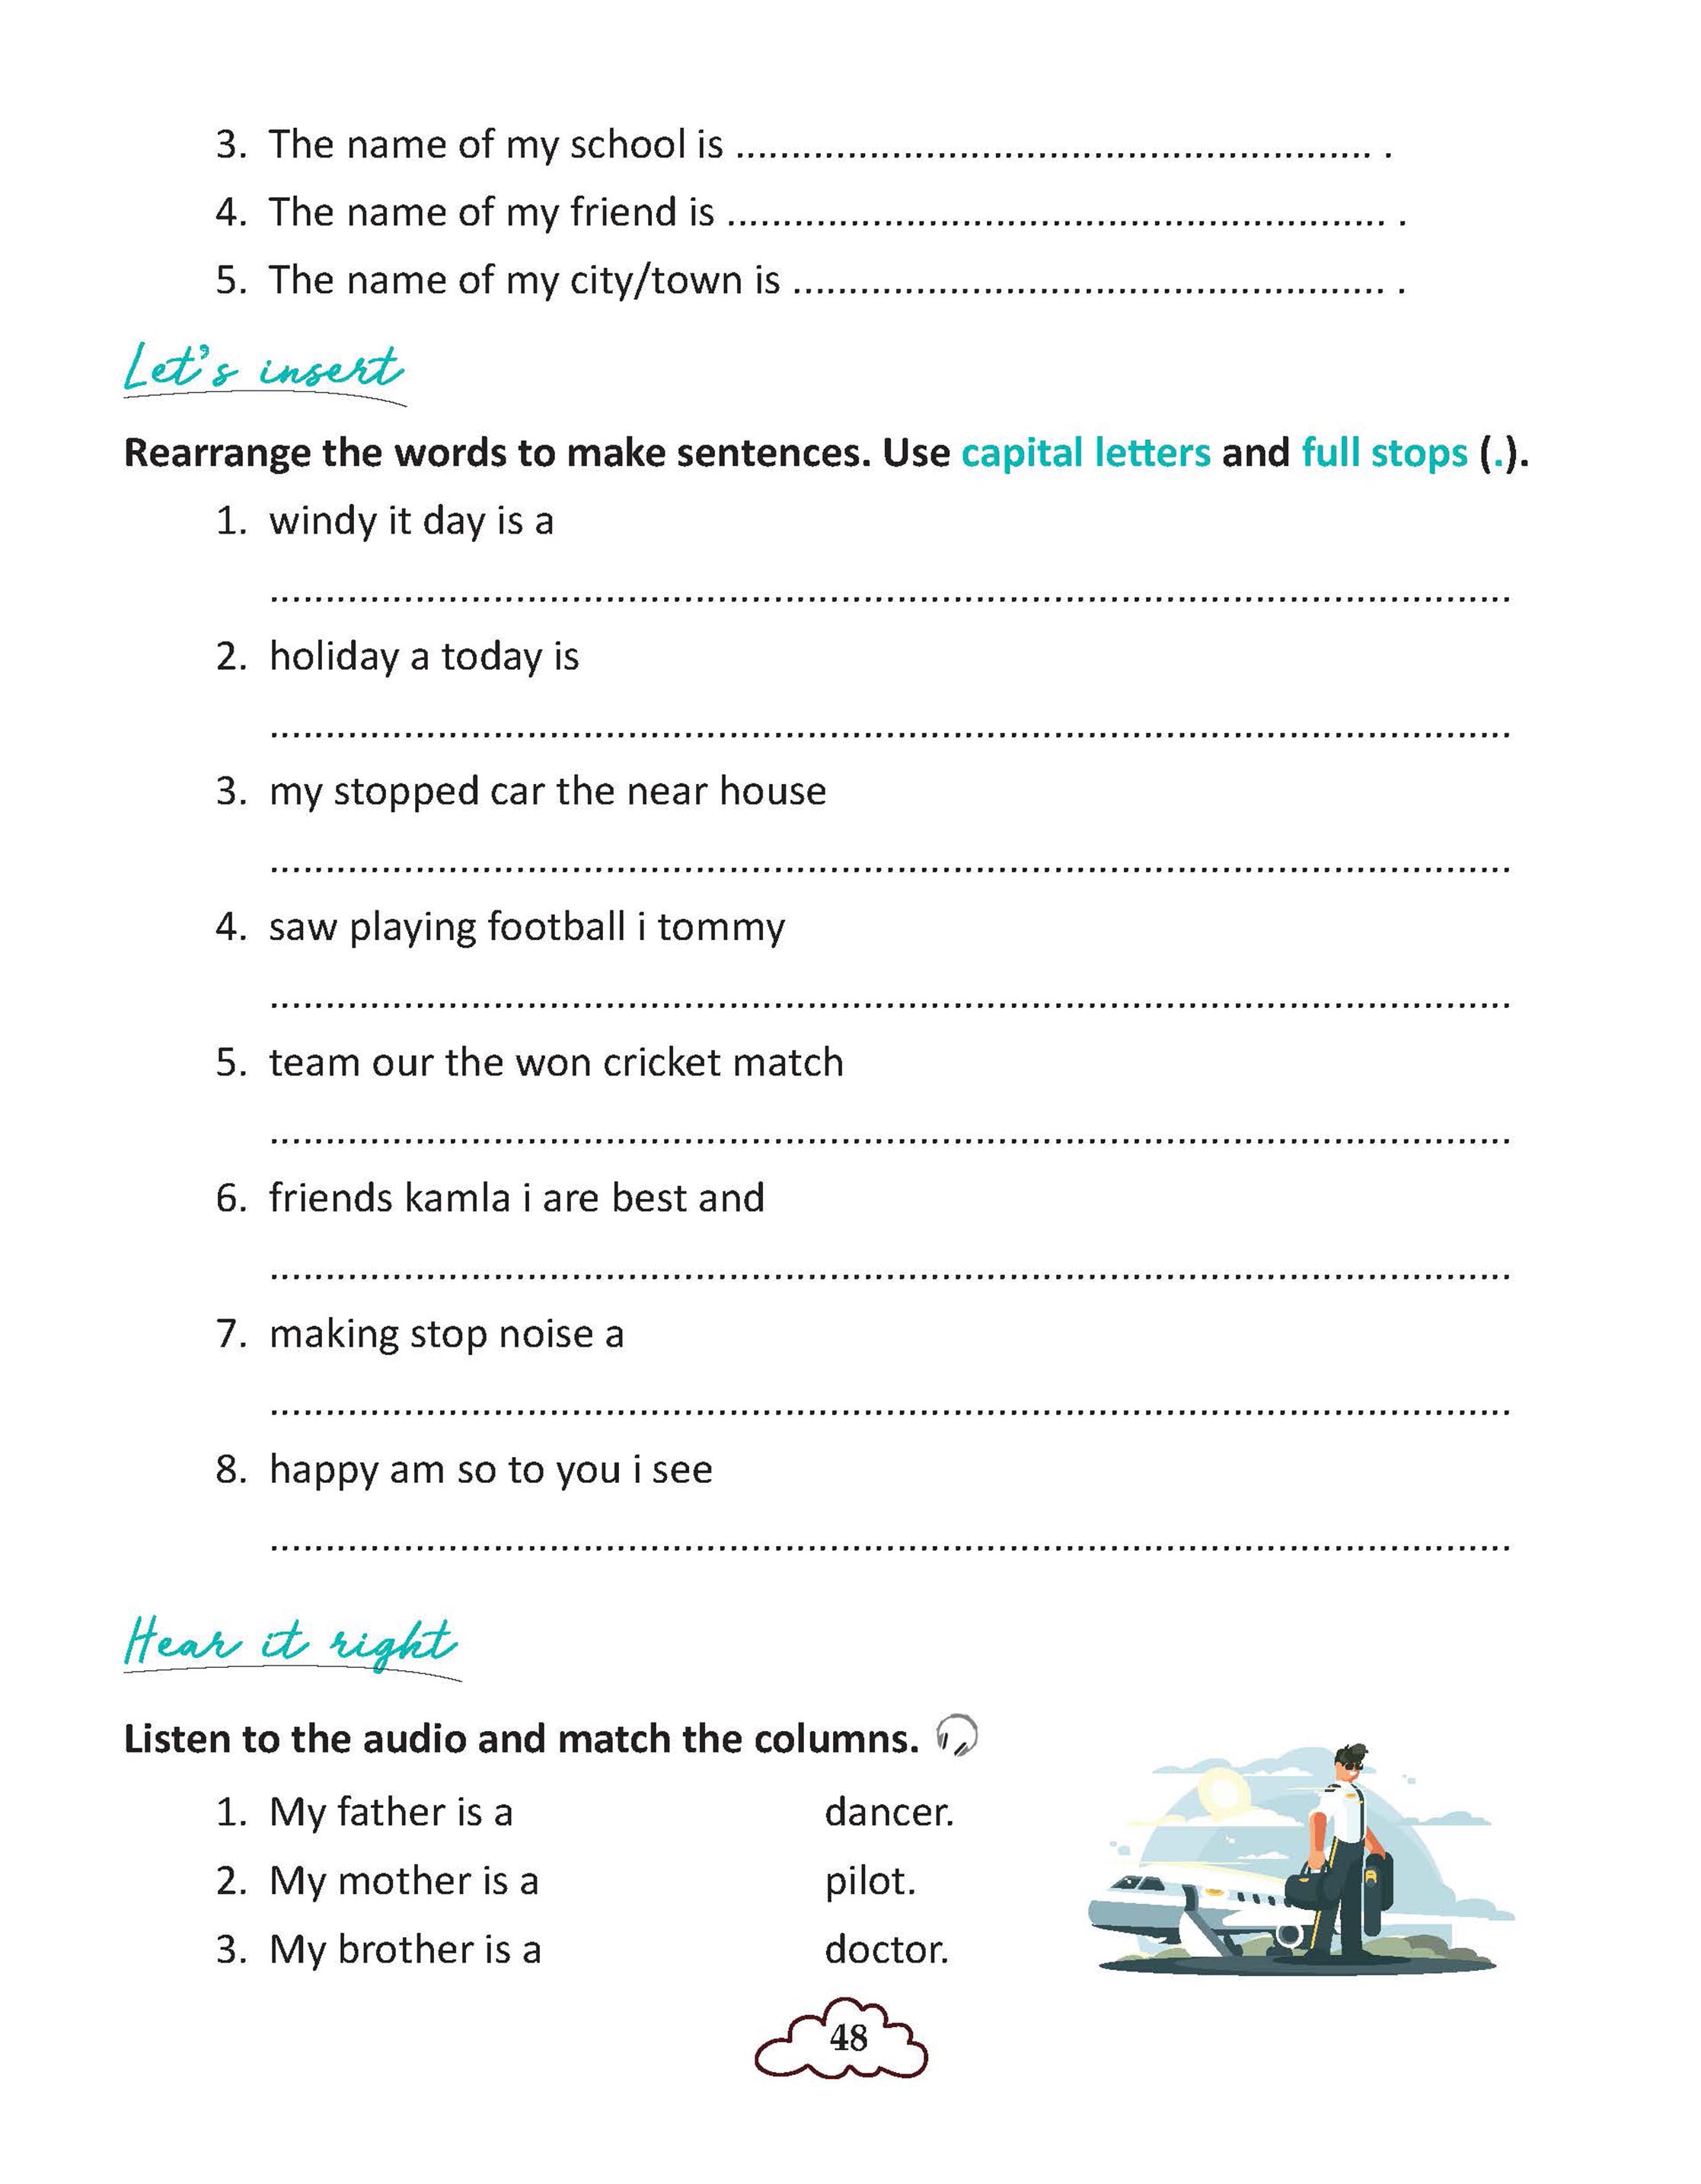 3. The name of my school is ......................................................... .
4. The name of my friend is ........................................................... .
5. The name of my city/town is ..................................................... .
Let's insert
Rearrange the words to make sentences. Use capital letters and full stops (.).
1. windy it day is a
...............................................................................................................
2. holiday a today is
...............................................................................................................
3. my stopped car the near house
...............................................................................................................
4. saw playing football i tommy
...............................................................................................................
5. team our the won cricket match
...............................................................................................................
6. friends kamla i are best and
...............................................................................................................
7. making stop noise a
...............................................................................................................
8. happy am so to you i see
...............................................................................................................
Hear it right
Listen to the audio and match the columns.
1. My father is a dancer.
2. My mother is a pilot.
3. My brother is a doctor.
48